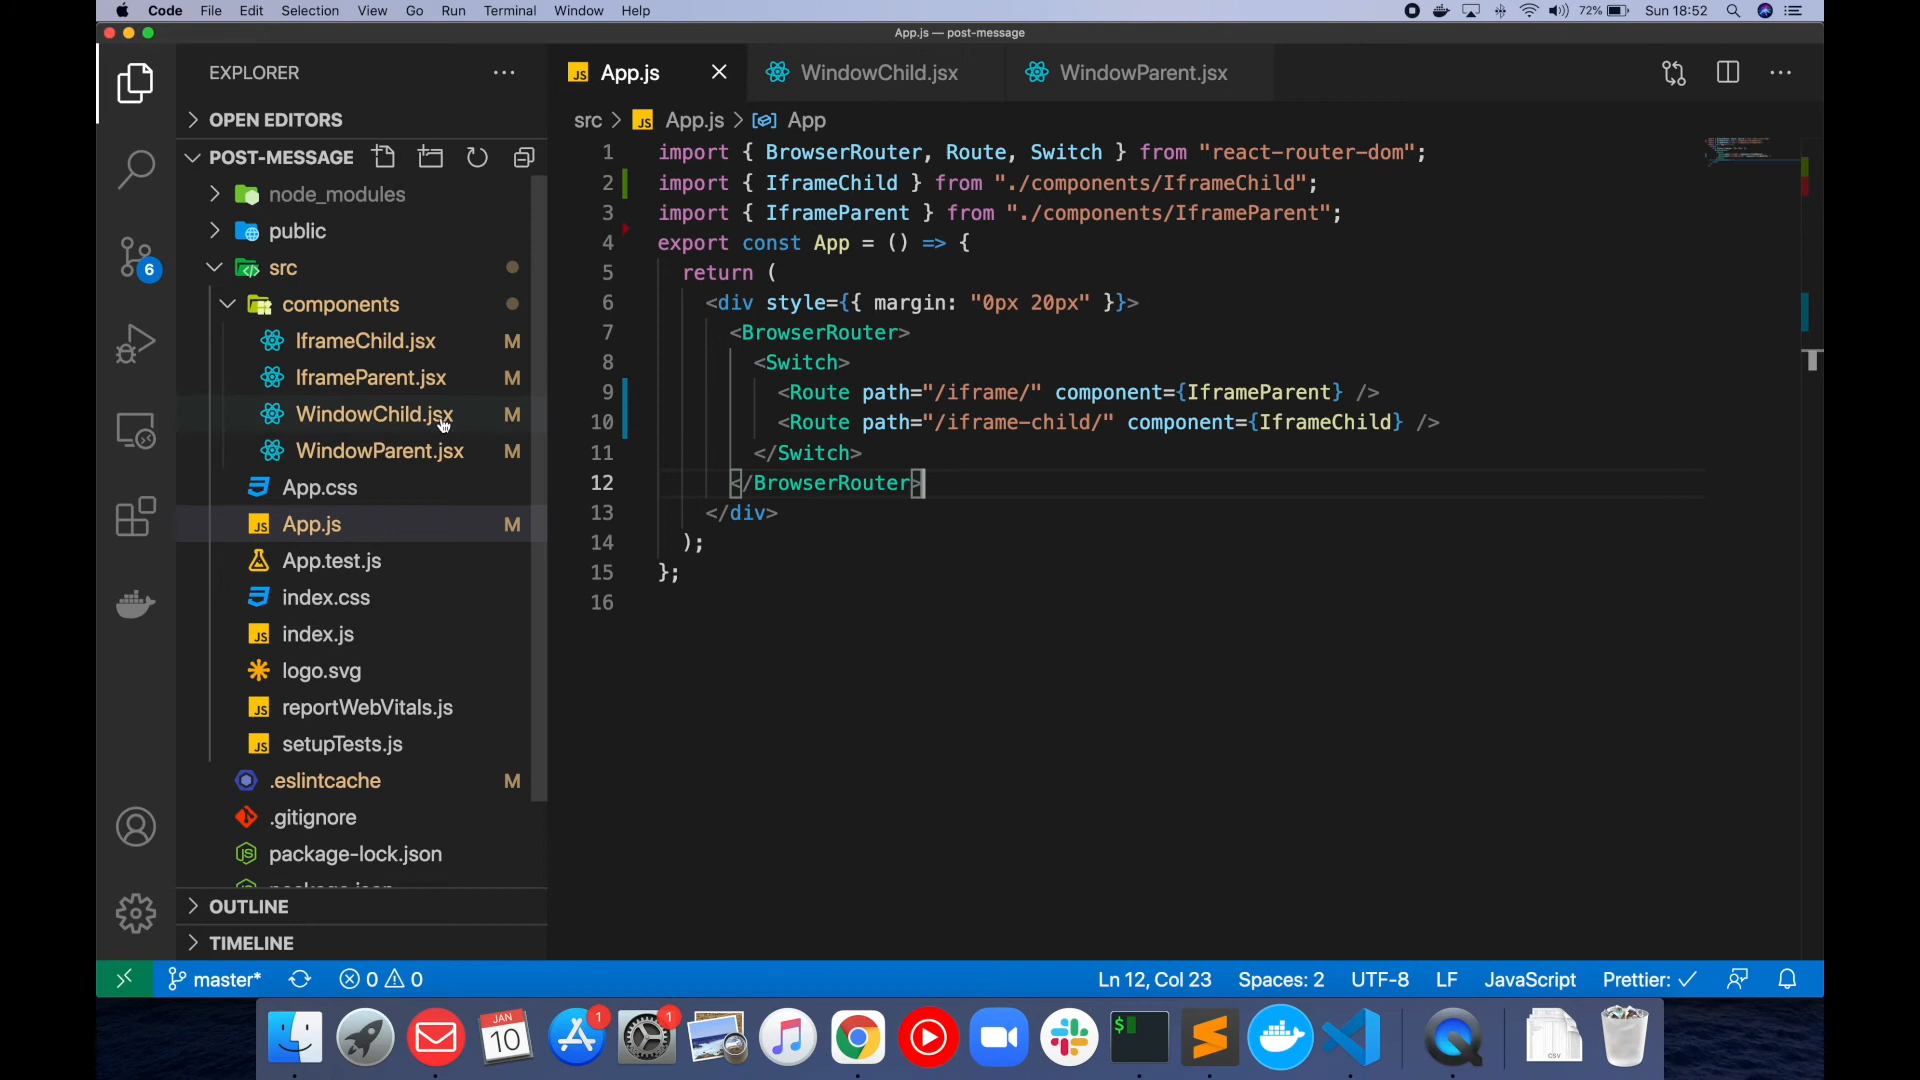 Code File Edit Selection View Go Run Terminal Window Help 72% Sun 18:52
App.js — post-message
EXPLORER
OPEN EDITORS
POST-MESSAGE
node_modules
public
src
components
IframeChild.jsx M
IframeParent.jsx M
WindowChild.jsx M
WindowParent.jsx M
App.css
App.js M
App.test.js
index.css
index.js
logo.svg
reportWebVitals.js
setupTests.js
.eslintcache M
.gitignore
package-lock.json
OUTLINE
TIMELINE
6
App.js WindowChild.jsx WindowParent.jsx
src > App.js > App
1 import { BrowserRouter, Route, Switch } from "react-router-dom";
2 import { IframeChild } from "./components/IframeChild";
3 import { IframeParent } from "./components/IframeParent";
4 export const App = () => {
5 return (
6 <div style={{ margin: "0px 20px" }}>
7 <BrowserRouter>
8 <Switch>
9 <Route path="/iframe/" component={IframeParent} />
10 <Route path="/iframe-child/" component={IframeChild} />
11 </Switch>
12 </BrowserRouter>
13 </div>
14 );
15 };
16
master* 0 0 Ln 12, Col 23 Spaces: 2 UTF-8 LF JavaScript Prettier: ✓
JAN
10
1
1
$
CSV